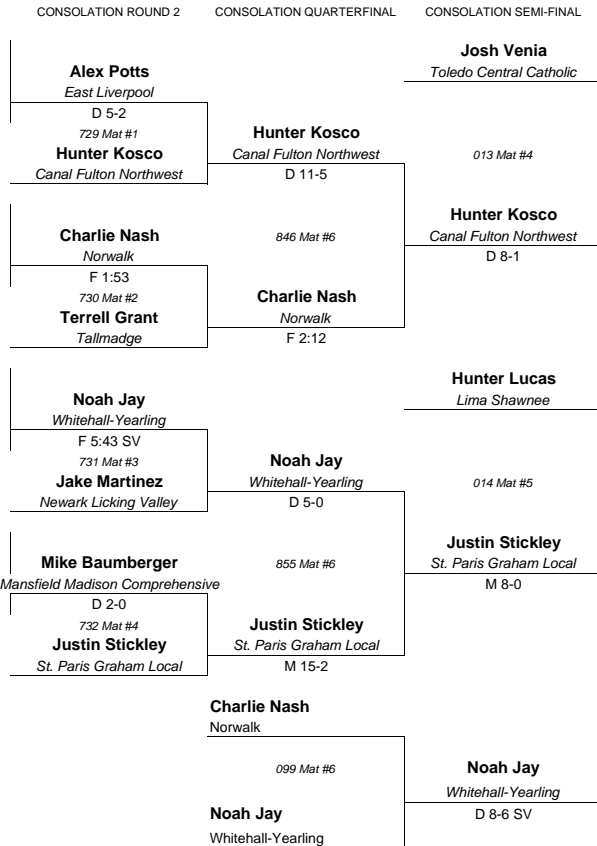 CONSOLATION ROUND 2
CONSOLATION QUARTERFINAL
CONSOLATION SEMI-FINAL
Josh Venia
Toledo Central Catholic
Alex Potts
East Liverpool
D 5-2
729 Mat #1
Hunter Kosco
Canal Fulton Northwest
Hunter Kosco
Canal Fulton Northwest
D 11-5
013 Mat #4
Hunter Kosco
Canal Fulton Northwest
D 8-1
Charlie Nash
Norwalk
F 1:53
730 Mat #2
Terrell Grant
Tallmadge
846 Mat #6
Charlie Nash
Norwalk
F 2:12
Hunter Lucas
Lima Shawnee
Noah Jay
Whitehall-Yearling
F 5:43 SV
731 Mat #3
Jake Martinez
Newark Licking Valley
Noah Jay
Whitehall-Yearling
D 5-0
014 Mat #5
Justin Stickley
St. Paris Graham Local
M 8-0
Mike Baumberger
Mansfield Madison Comprehensive
D 2-0
732 Mat #4
Justin Stickley
St. Paris Graham Local
855 Mat #6
Justin Stickley
St. Paris Graham Local
M 15-2
Charlie Nash
Norwalk
099 Mat #6
Noah Jay
Whitehall-Yearling
Noah Jay
Whitehall-Yearling
D 8-6 SV